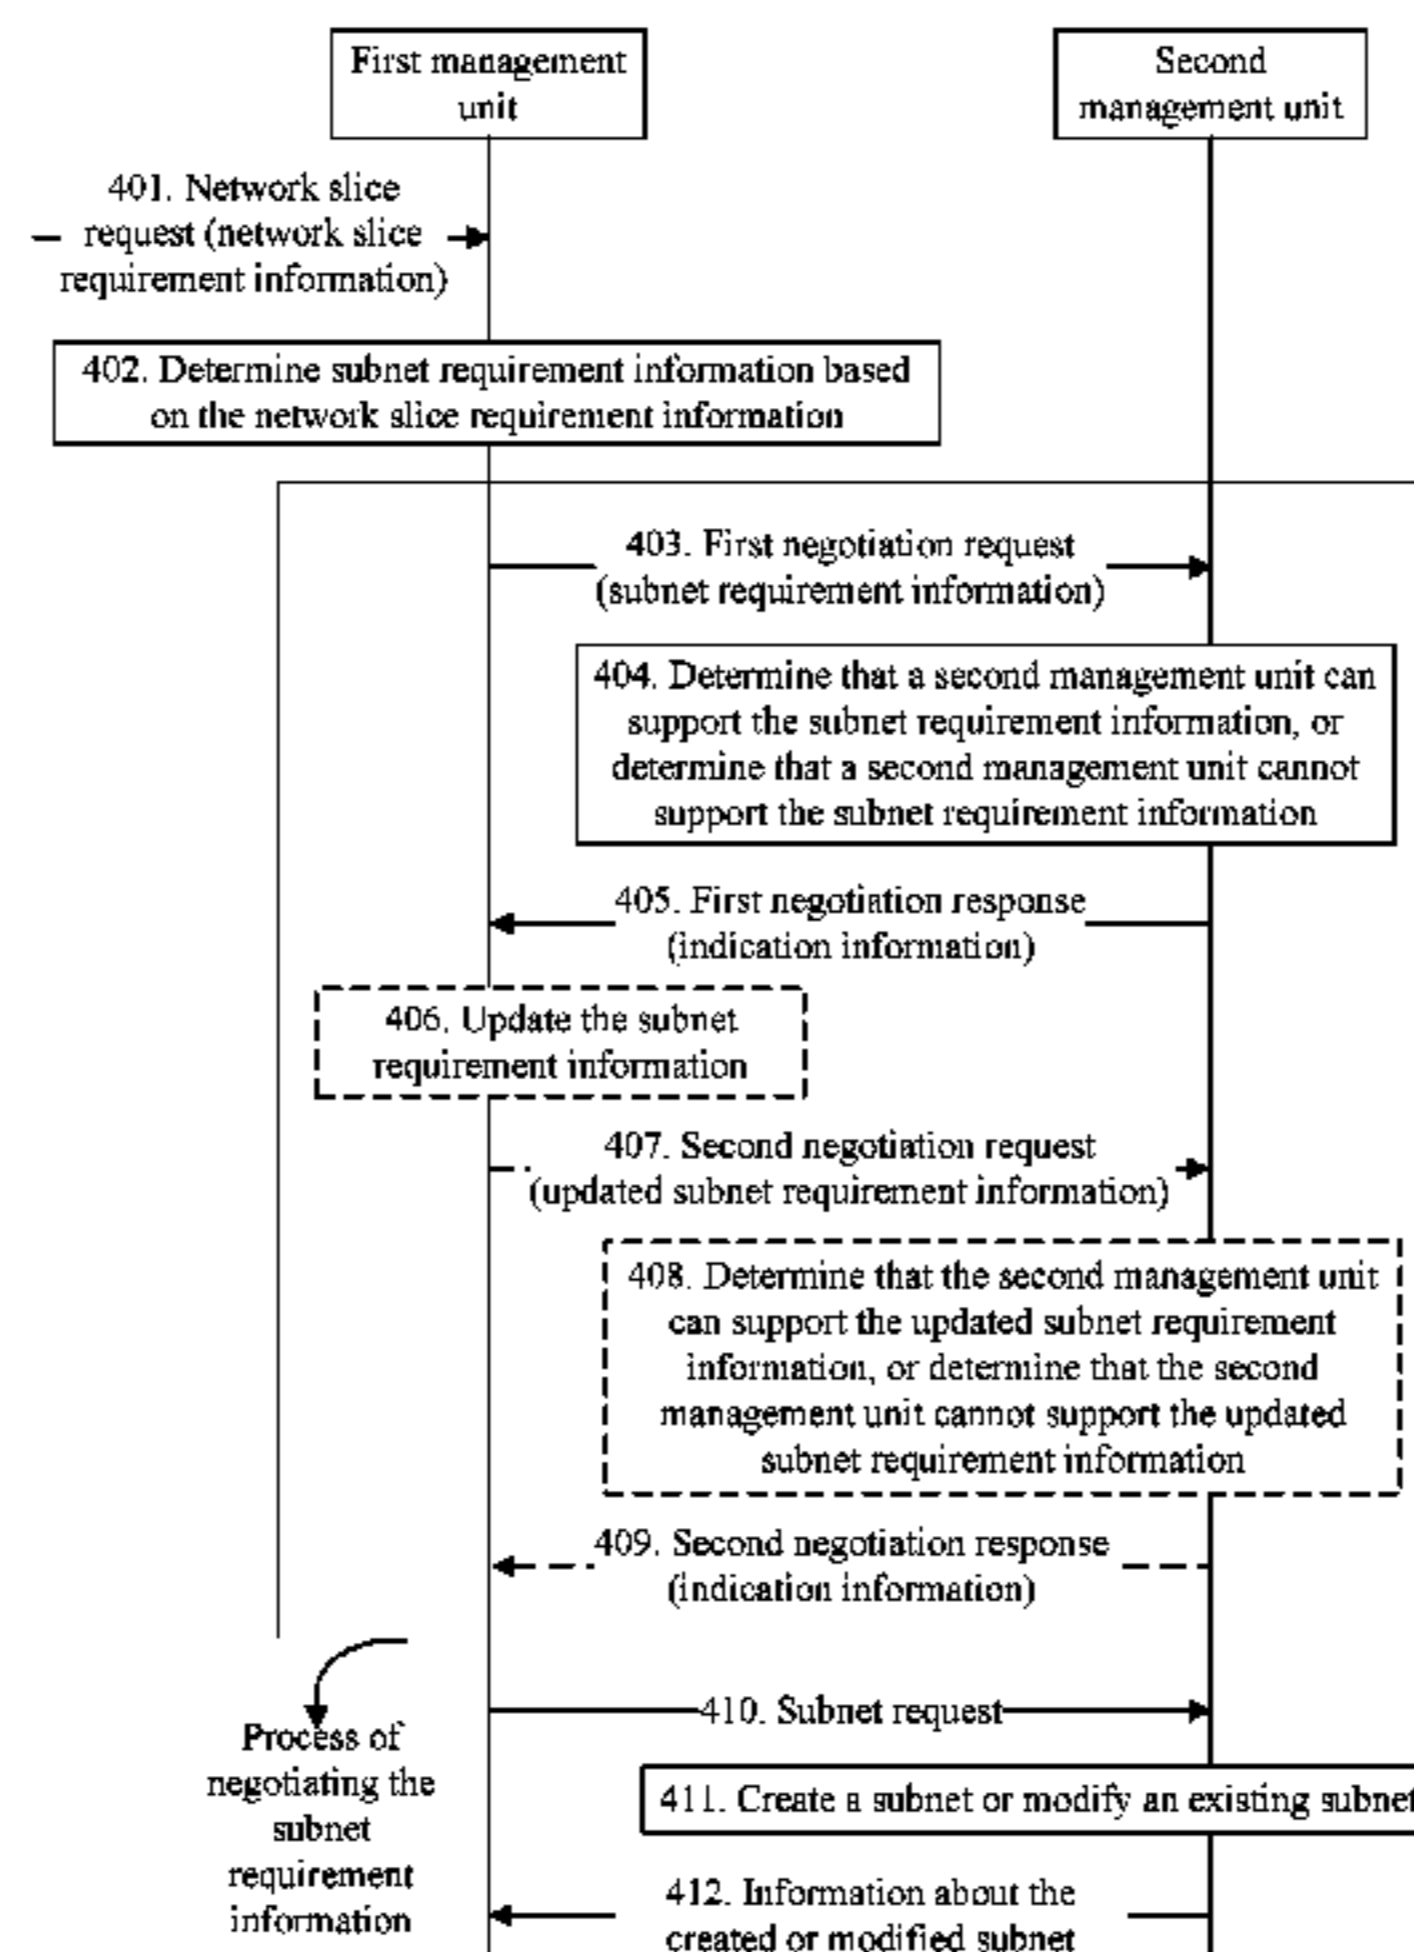 First management
unit
Second
management unit
401. Network slice
request (network slice
requirement information)
402. Determine subnet requirement information based
on the network slice requirement information
403. First negotiation request
(subnet requirement information)
404. Determine that a second management unit can
support the subnet requirement information, or
determine that a second management unit cannot
support the subnet requirement information
405. First negotiation response
(indication information)
406. Update the subnet
requirement information
407. Second negotiation request
(updated subnet requirement information)
408. Determine that the second management unit
can support the updated subnet requirement
information, or determine that the second
management unit cannot support the updated
subnet requirement information
409. Second negotiation response
(indication information)
410. Subnet request
Process of
negotiating the
subnet
requirement
information
411. Create a subnet or modify an existing subnet
412. Information about the
created or modified subnet